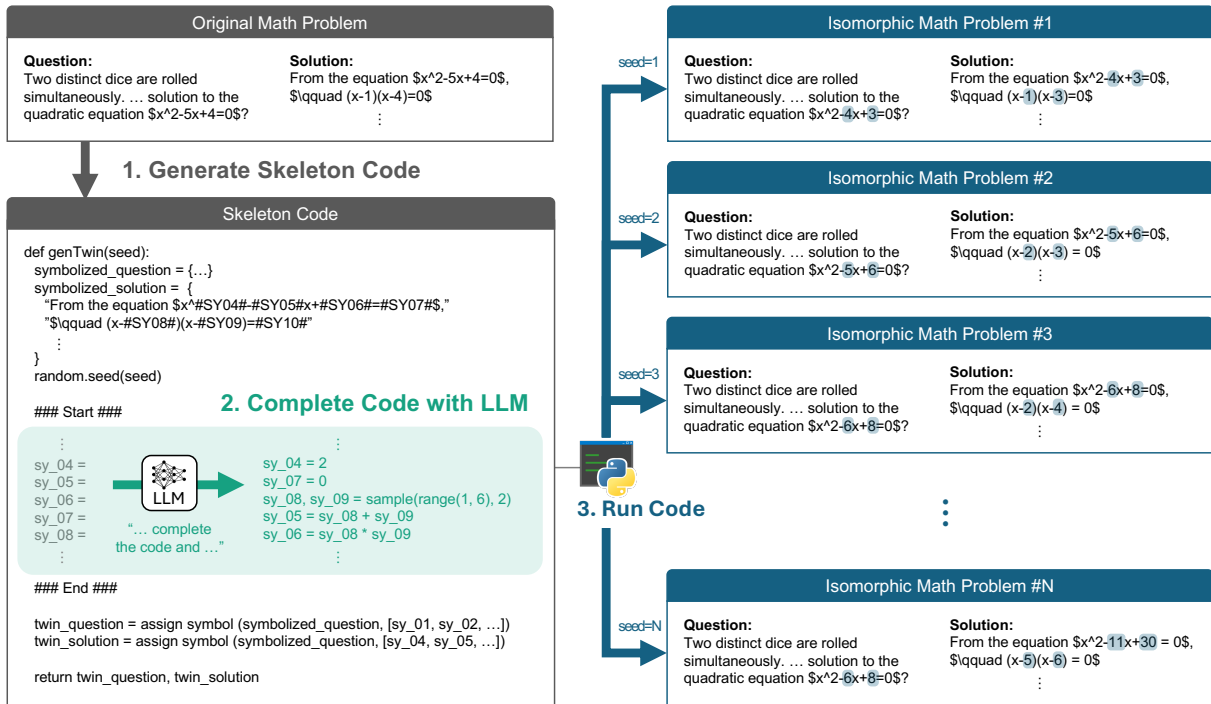 Original Math Problem
Question:
Two distinct dice are rolled
simultaneously. … solution to the
quadratic equation $x^2-5x+4=0$?
Solution:
From the equation $x^2-5x+4=0$,
$\qquad (x-1)(x-4)=0$
⋮
1. Generate Skeleton Code
Skeleton Code
def genTwin(seed):
symbolized_question = {…}
symbolized_solution = {
“From the equation $x^#SY04#-#SY05#x+#SY06#=#SY07#$,”
”$\qquad (x-#SY08#)(x-#SY09)=#SY10#”
⋮
}
random.seed(seed)
### Start ###
2. Complete Code with LLM
⋮
sy_04 =
sy_05 =
sy_06 =
sy_07 =
sy_08 =
⋮
LLM
“… complete
the code and …”
⋮
sy_04 = 2
sy_07 = 0
sy_08, sy_09 = sample(range(1, 6), 2)
sy_05 = sy_08 + sy_09
sy_06 = sy_08 * sy_09
⋮
### End ###
twin_question = assign symbol (symbolized_question, [sy_01, sy_02, …])
twin_solution = assign symbol (symbolized_question, [sy_04, sy_05, …])
return twin_question, twin_solution
3. Run Code
seed=1
Isomorphic Math Problem #1
Question:
Two distinct dice are rolled
simultaneously. … solution to the
quadratic equation $x^2-4x+3=0$?
Solution:
From the equation $x^2-4x+3=0$,
$\qquad (x-1)(x-3)=0$
⋮
seed=2
Isomorphic Math Problem #2
Question:
Two distinct dice are rolled
simultaneously. … solution to the
quadratic equation $x^2-5x+6=0$?
Solution:
From the equation $x^2-5x+6=0$,
$\qquad (x-2)(x-3) = 0$
⋮
seed=3
Isomorphic Math Problem #3
Question:
Two distinct dice are rolled
simultaneously. … solution to the
quadratic equation $x^2-6x+8=0$?
Solution:
From the equation $x^2-6x+8=0$,
$\qquad (x-2)(x-4) = 0$
⋮
⋮
seed=N
Isomorphic Math Problem #N
Question:
Two distinct dice are rolled
simultaneously. … solution to the
quadratic equation $x^2-6x+8=0$?
Solution:
From the equation $x^2-11x+30 = 0$,
$\qquad (x-5)(x-6) = 0$
⋮